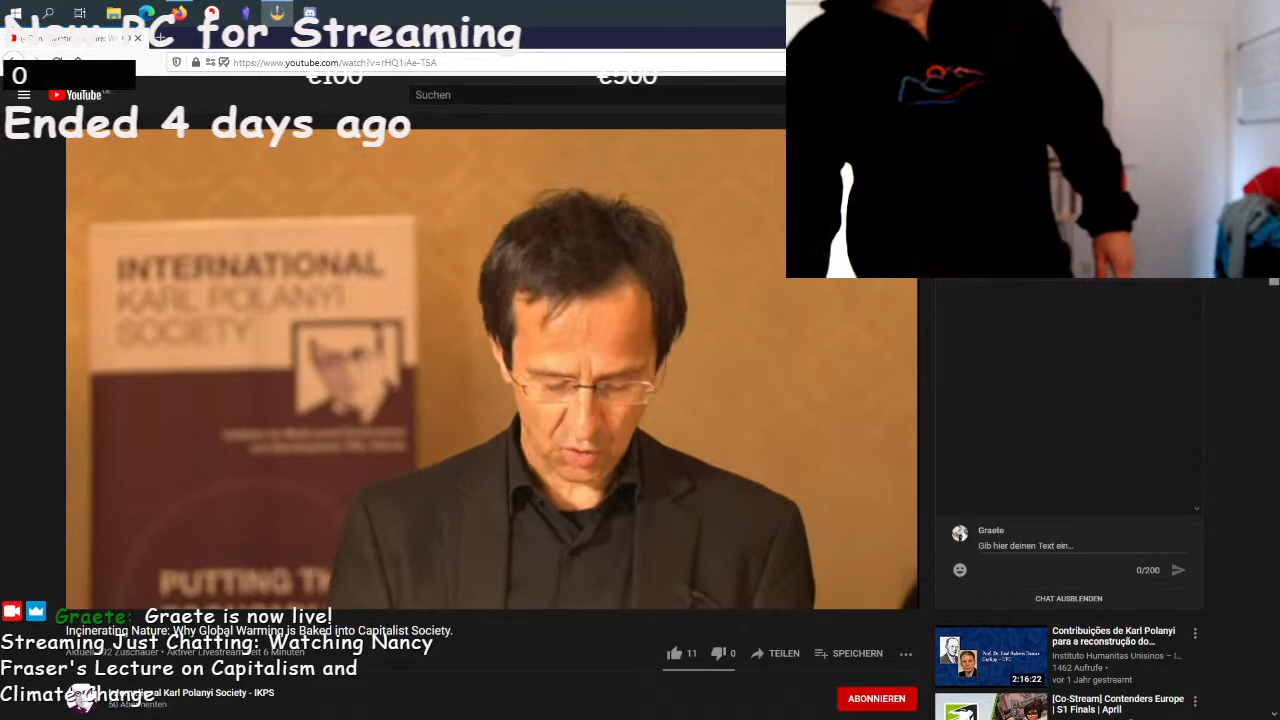 New PC for Streaming
0
€100
€500
https://www.youtube.com/watch?v=rHQ1iAe-TSA
YouTube
Suchen
Ended 4 days ago
INTERNATIONAL
KARL POLANYI
SOCIETY
PUTTING
Graete
Gib hier deinen Text ein...
0/200
CHAT AUSBLENDEN
Graete: Graete is now live!
Streaming Just Chatting: Watching Nancy
Fraser's Lecture on Capitalism and
Climate Change
Incinerating Nature: Why Global Warming is Baked into Capitalist Society.
11
0
TEILEN
SPEICHERN
International Karl Polanyi Society - IKPS
50 Abonnenten
ABONNIEREN
Contribuições de Karl Polanyi
para a reconstrução do...
Instituto Humanitas Unisinos – I...
1462 Aufrufe •
vor 1 Jahr gestreamt
2:16:22
[Co-Stream] Contenders Europe
| S1 Finals | April